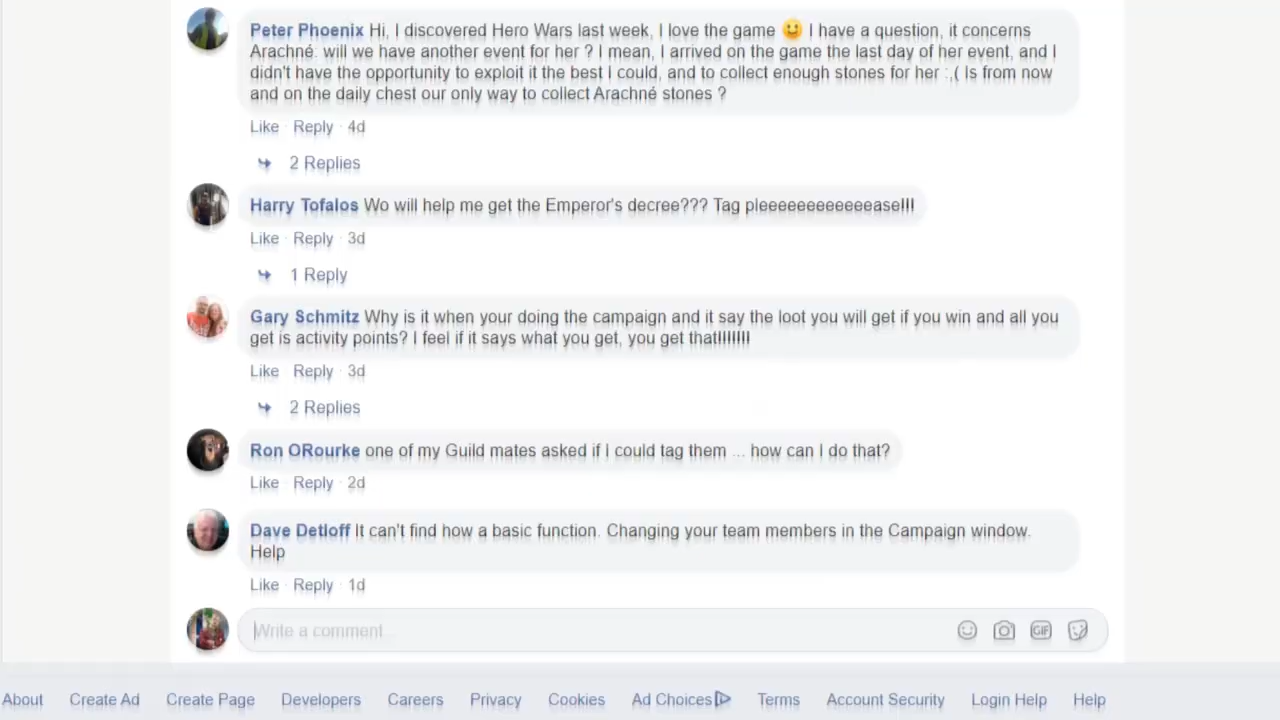 Peter Phoenix Hi, I discovered Hero Wars last week, I love the game 🙂 I have a question, it concerns
Arachné: will we have another event for her ? I mean, I arrived on the game the last day of her event, and I
didn't have the opportunity to exploit it the best I could, and to collect enough stones for her :,( Is from now
and on the daily chest our only way to collect Arachné stones ?
Like · Reply · 4d
2 Replies
Harry Tofalos Wo will help me get the Emperor's decree??? Tag pleeeeeeeeeeeease!!!
Like · Reply · 3d
1 Reply
Gary Schmitz Why is it when your doing the campaign and it say the loot you will get if you win and all you
get is activity points? I feel if it says what you get, you get that!!!!!!!
Like · Reply · 3d
2 Replies
Ron ORourke one of my Guild mates asked if I could tag them ... how can I do that?
Like · Reply · 2d
Dave Detloff It can't find how a basic function. Changing your team members in the Campaign window.
Help
Like · Reply · 1d
Write a comment...
GIF
About Create Ad Create Page Developers Careers Privacy Cookies Ad Choices Terms Account Security Login Help Help